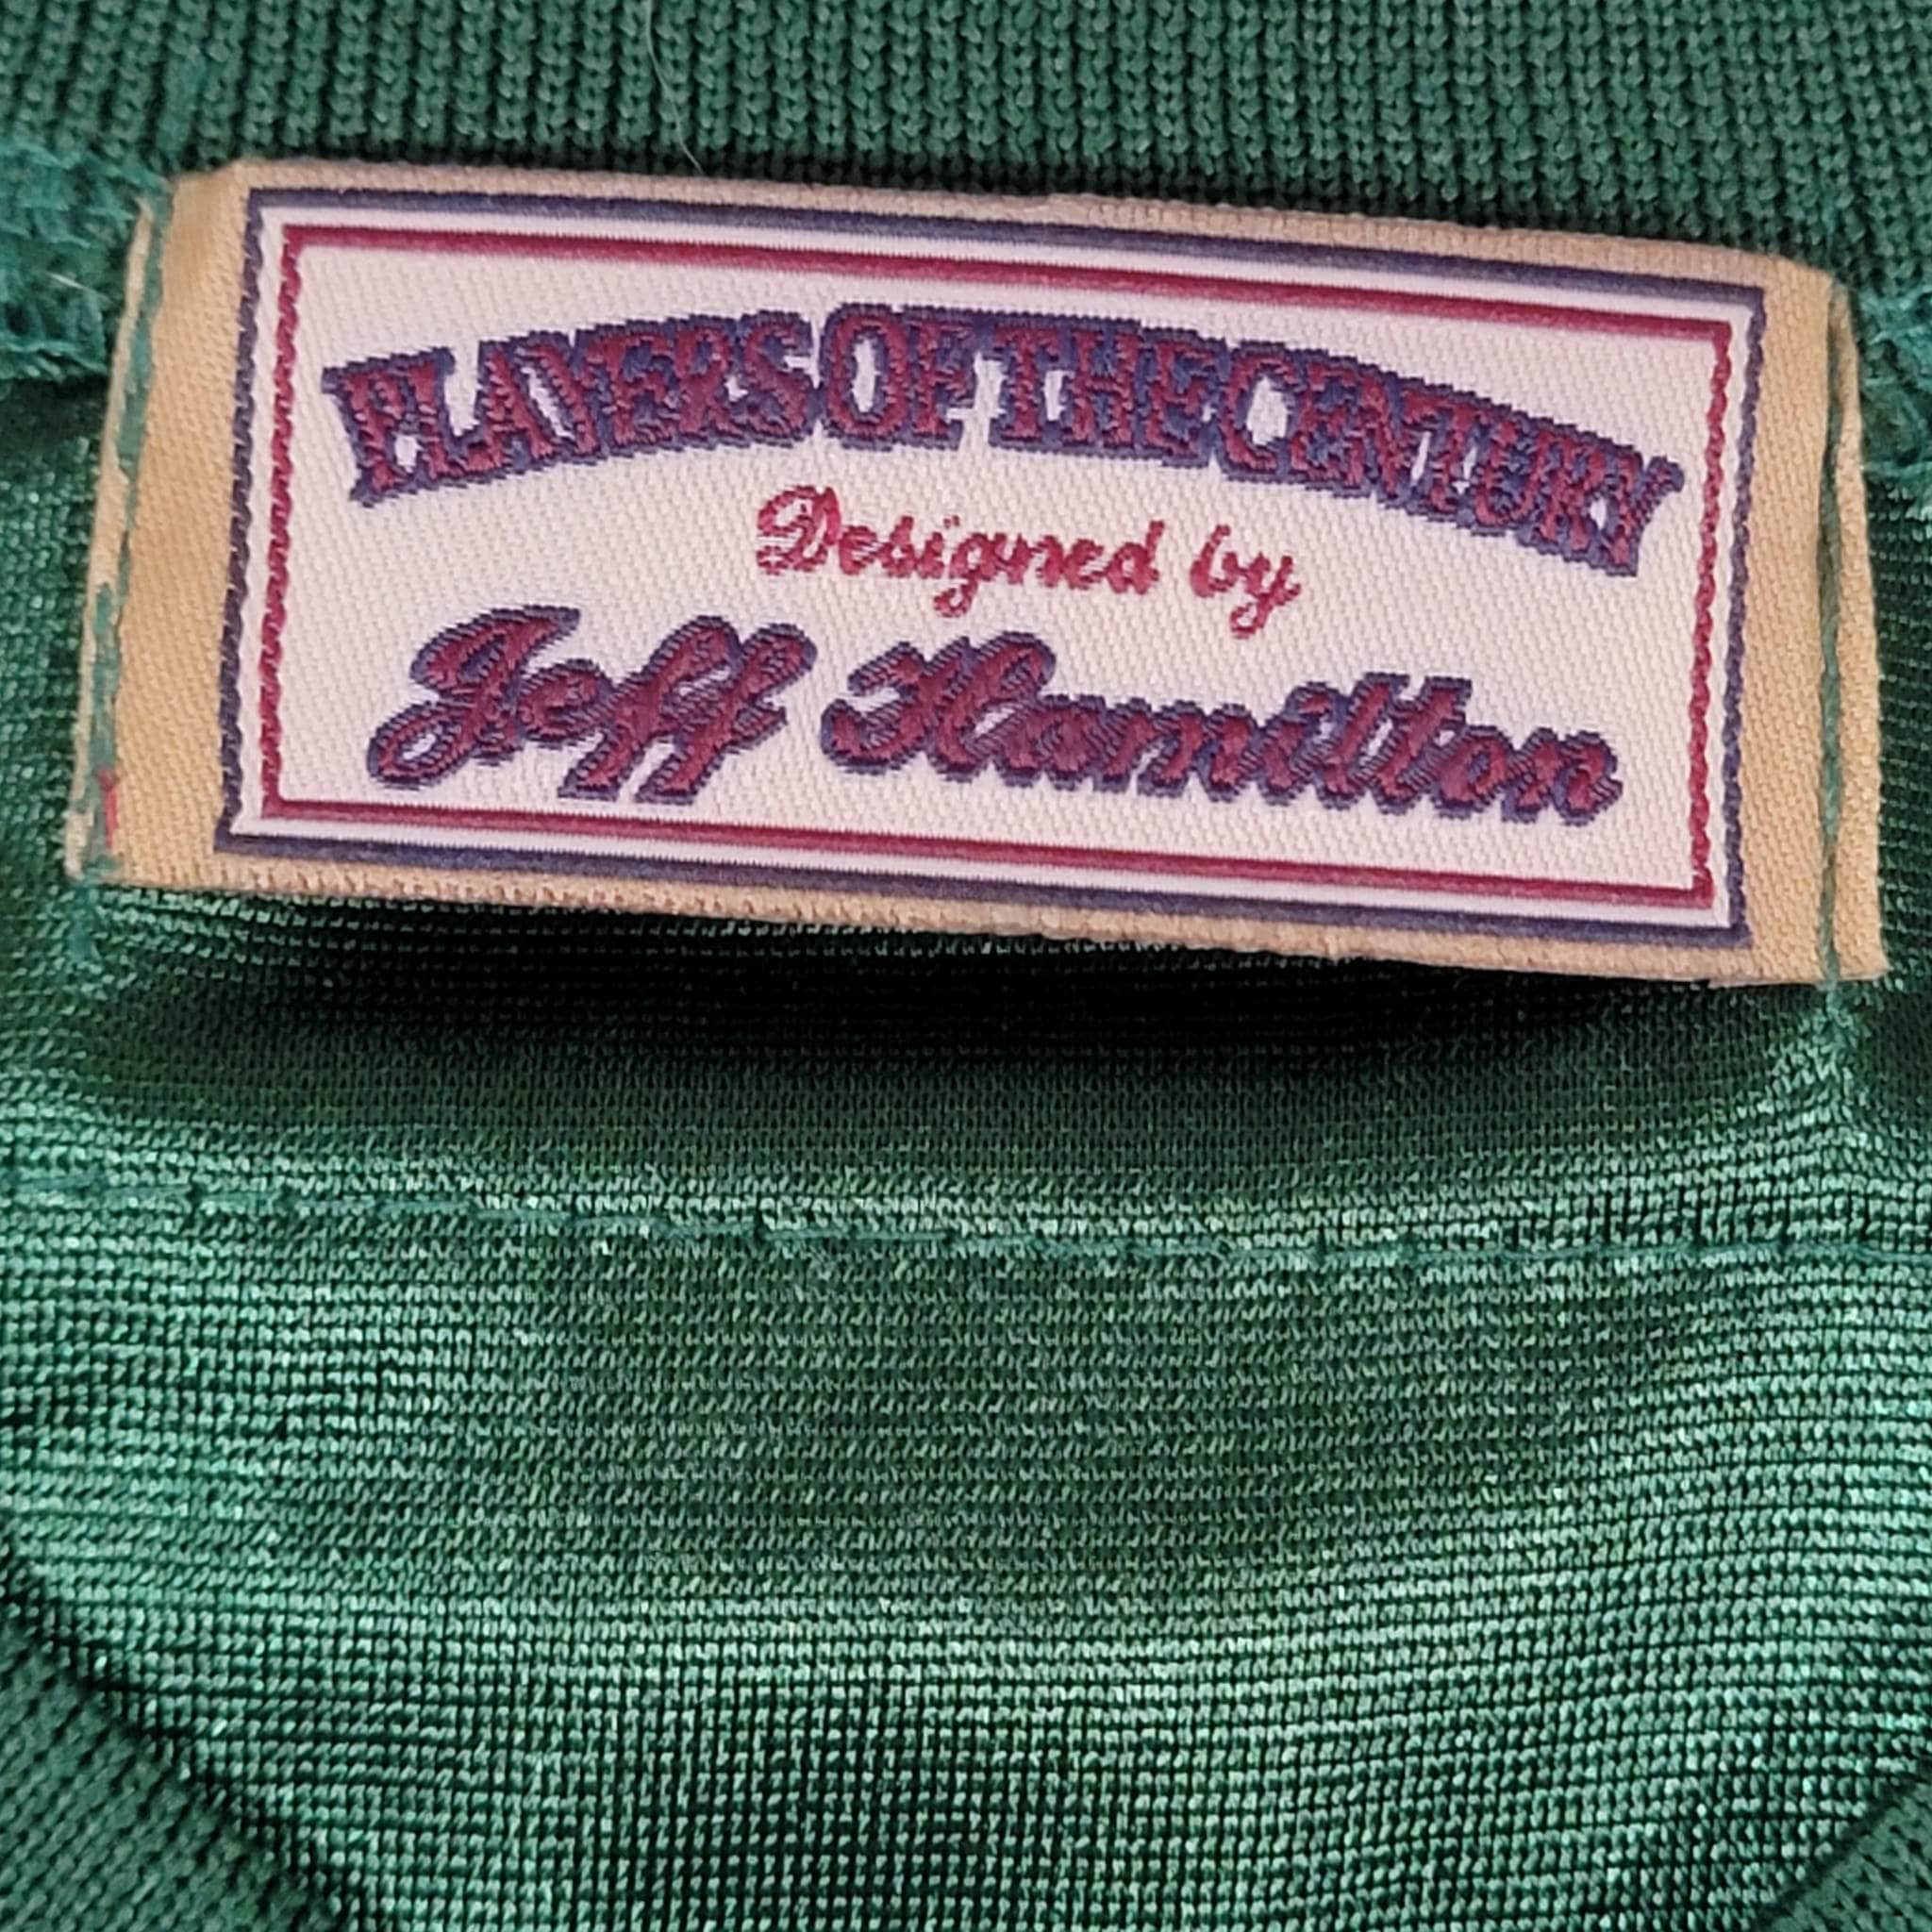 PLAYERS OF THE CENTURY
Designed by
Jeff Hamilton